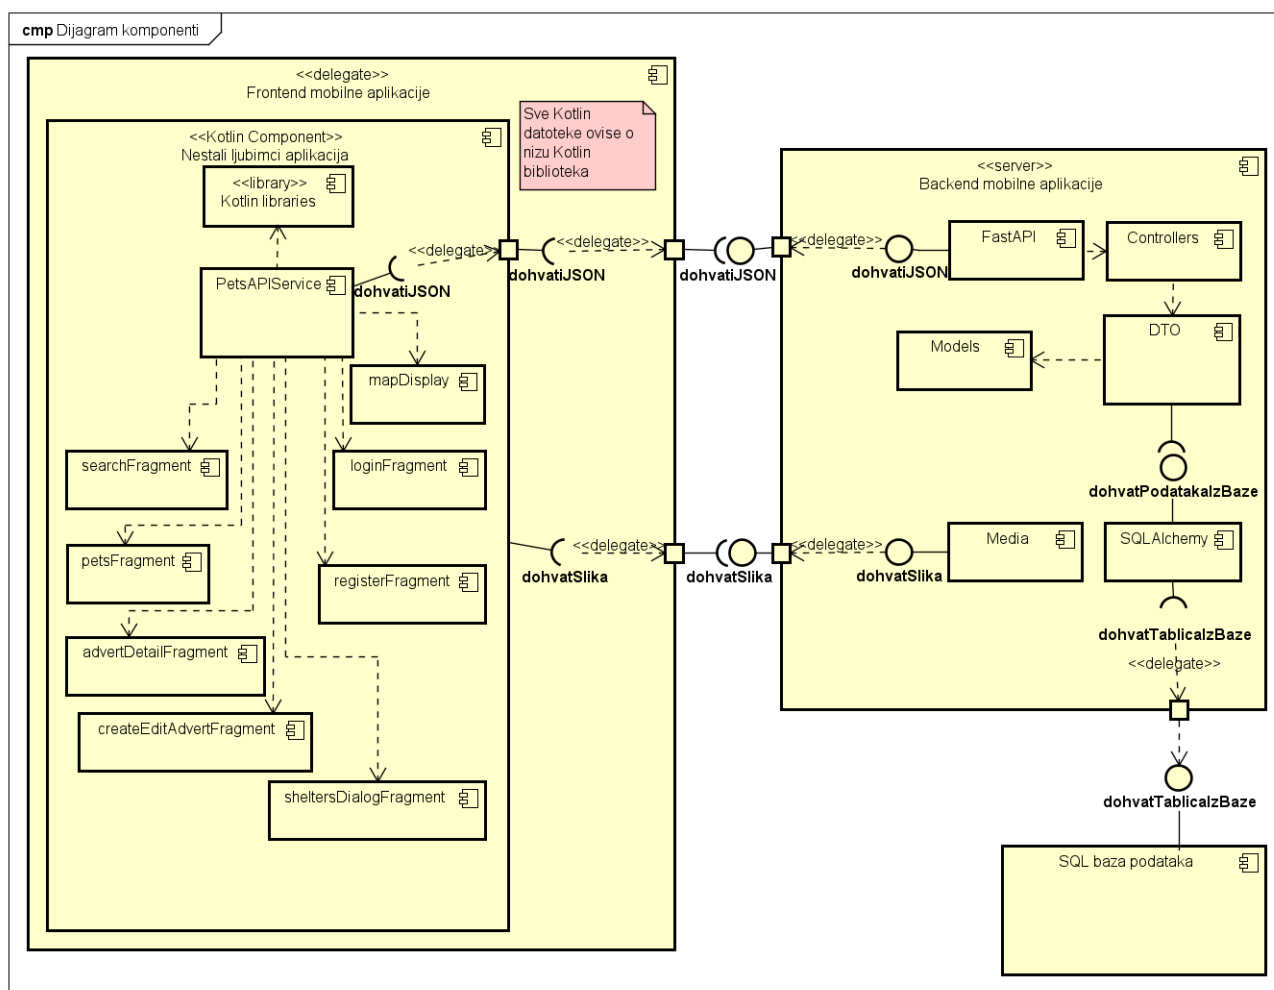 cmp Dijagram komponenti
<<delegate>>
Frontend mobilne aplikacije
<<Kotlin Component>>
Nestali ljubimci aplikacija
<<library>>
Kotlin libraries
Sve Kotlin
datoteke ovise o
nizu Kotlin
biblioteka
PetsAPIService
dohvatiJSON
<<delegate>>
dohvatiJSON
<<delegate>>
dohvatiJSON
mapDisplay
searchFragment
loginFragment
petsFragment
registerFragment
advertDetailFragment
createEditAdvertFragment
sheltersDialogFragment
dohvatSlika
<<delegate>>
dohvatSlika
<<server>>
Backend mobilne aplikacije
<<delegate>>
dohvatiJSON
FastAPI
Controllers
DTO
Models
dohvatPodatakaIzBaze
<<delegate>>
dohvatSlika
Media
SQLAlchemy
dohvatTablicaIzBaze
<<delegate>>
dohvatTablicaIzBaze
SQL baza podataka